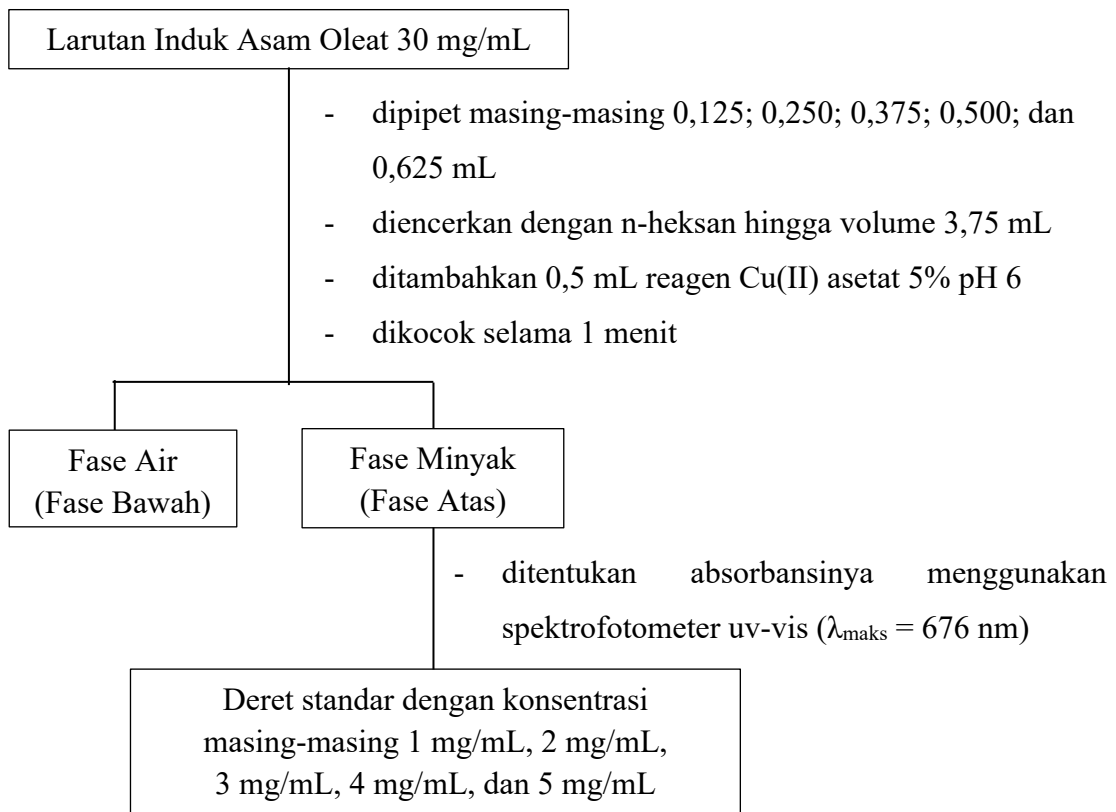 Larutan Induk Asam Oleat 30 mg/mL
- dipipet masing-masing 0,125; 0,250; 0,375; 0,500; dan
0,625 mL
- diencerkan dengan n-heksan hingga volume 3,75 mL
- ditambahkan 0,5 mL reagen Cu(II) asetat 5% pH 6
- dikocok selama 1 menit
Fase Air
(Fase Bawah)
Fase Minyak
(Fase Atas)
- ditentukan absorbansinya menggunakan
spektrofotometer uv-vis (λmaks = 676 nm)
Deret standar dengan konsentrasi
masing-masing 1 mg/mL, 2 mg/mL,
3 mg/mL, 4 mg/mL, dan 5 mg/mL